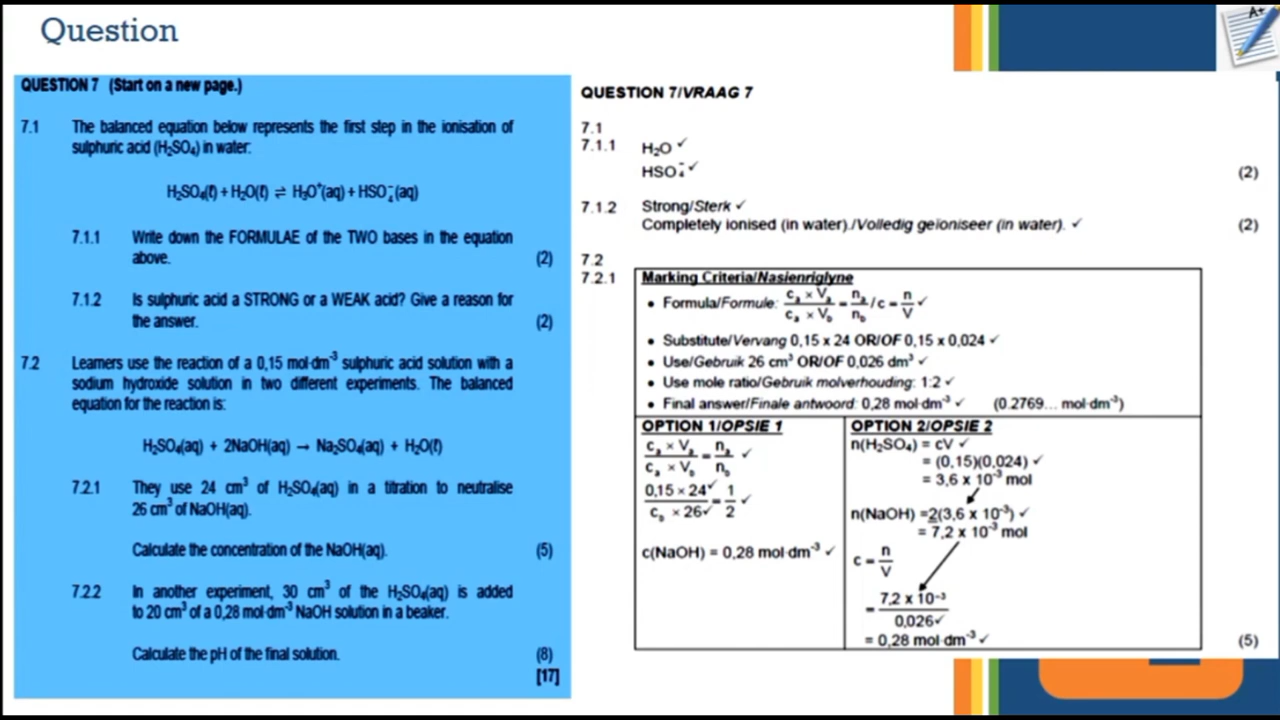 Question
QUESTION 7 (Start on a new page.)
7.1 The balanced equation below represents the first step in the ionisation of
sulphuric acid (H₂SO₄) in water:
H₂SO₄(ℓ) + H₂O(ℓ) ⇌ H₃O⁺(aq) + HSO₄⁻(aq)
7.1.1 Write down the FORMULAE of the TWO bases in the equation
above. (2)
7.1.2 Is sulphuric acid a STRONG or a WEAK acid? Give a reason for
the answer. (2)
7.2 Learners use the reaction of a 0,15 mol·dm⁻³ sulphuric acid solution with a
sodium hydroxide solution in two different experiments. The balanced
equation for the reaction is:
H₂SO₄(aq) + 2NaOH(aq) → Na₂SO₄(aq) + H₂O(ℓ)
7.2.1 They use 24 cm³ of H₂SO₄(aq) in a titration to neutralise
26 cm³ of NaOH(aq).
Calculate the concentration of the NaOH(aq). (5)
7.2.2 In another experiment, 30 cm³ of the H₂SO₄(aq) is added
to 20 cm³ of a 0,28 mol·dm⁻³ NaOH solution in a beaker.
Calculate the pH of the final solution. (8)
[17]
QUESTION 7/VRAAG 7
7.1
7.1.1 H₂O ✓
HSO₄⁻ ✓ (2)
7.1.2 Strong/Sterk ✓
Completely ionised (in water)./Volledig geïoniseer (in water). ✓ (2)
7.2
7.2.1 Marking Criteria/Nasienriglyne
• Formula/Formule: cₐ × Vₐ / cₐ × V_b = nₐ / n_b / c = n / V ✓
• Substitute/Vervang 0,15 x 24 OR/OF 0,15 x 0,024 ✓
• Use/Gebruik 26 cm³ OR/OF 0,026 dm³ ✓
• Use mole ratio/Gebruik molverhouding: 1:2 ✓
• Final answer/Finale antwoord: 0,28 mol·dm⁻³ ✓ (0.2769... mol·dm⁻³)
OPTION 1/OPSIE 1
cₐ × Vₐ / cₐ × V_b = nₐ / n_b ✓
0,15 × 24 ✓ / c_b × 26 ✓ = 1 / 2 ✓
c(NaOH) = 0,28 mol·dm⁻³ ✓
OPTION 2/OPSIE 2
n(H₂SO₄) = cV ✓
= (0,15)(0,024) ✓
= 3,6 x 10⁻³ mol
n(NaOH) = 2(3,6 x 10⁻³) ✓
= 7,2 x 10⁻³ mol
c = n / V
= 7,2 x 10⁻³ / 0,026 ✓
= 0,28 mol·dm⁻³ ✓
(5)
A+